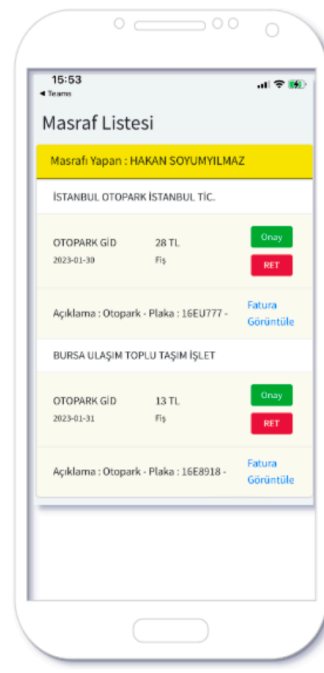 15:53
◀ Teams
Masraf Listesi
Masrafı Yapan : HAKAN SOYUMYILMAZ
İSTANBUL OTOPARK İSTANBUL TİC.
OTOPARK GİD 28 TL Onay
2023-01-30 Fiş RET
Açıklama : Otopark - Plaka : 16EU777 - Fatura
Görüntüle
BURSA ULAŞIM TOPLU TAŞIM İŞLET
OTOPARK GİD 13 TL Onay
2023-01-31 Fiş RET
Açıklama : Otopark - Plaka : 16E8918 - Fatura
Görüntüle